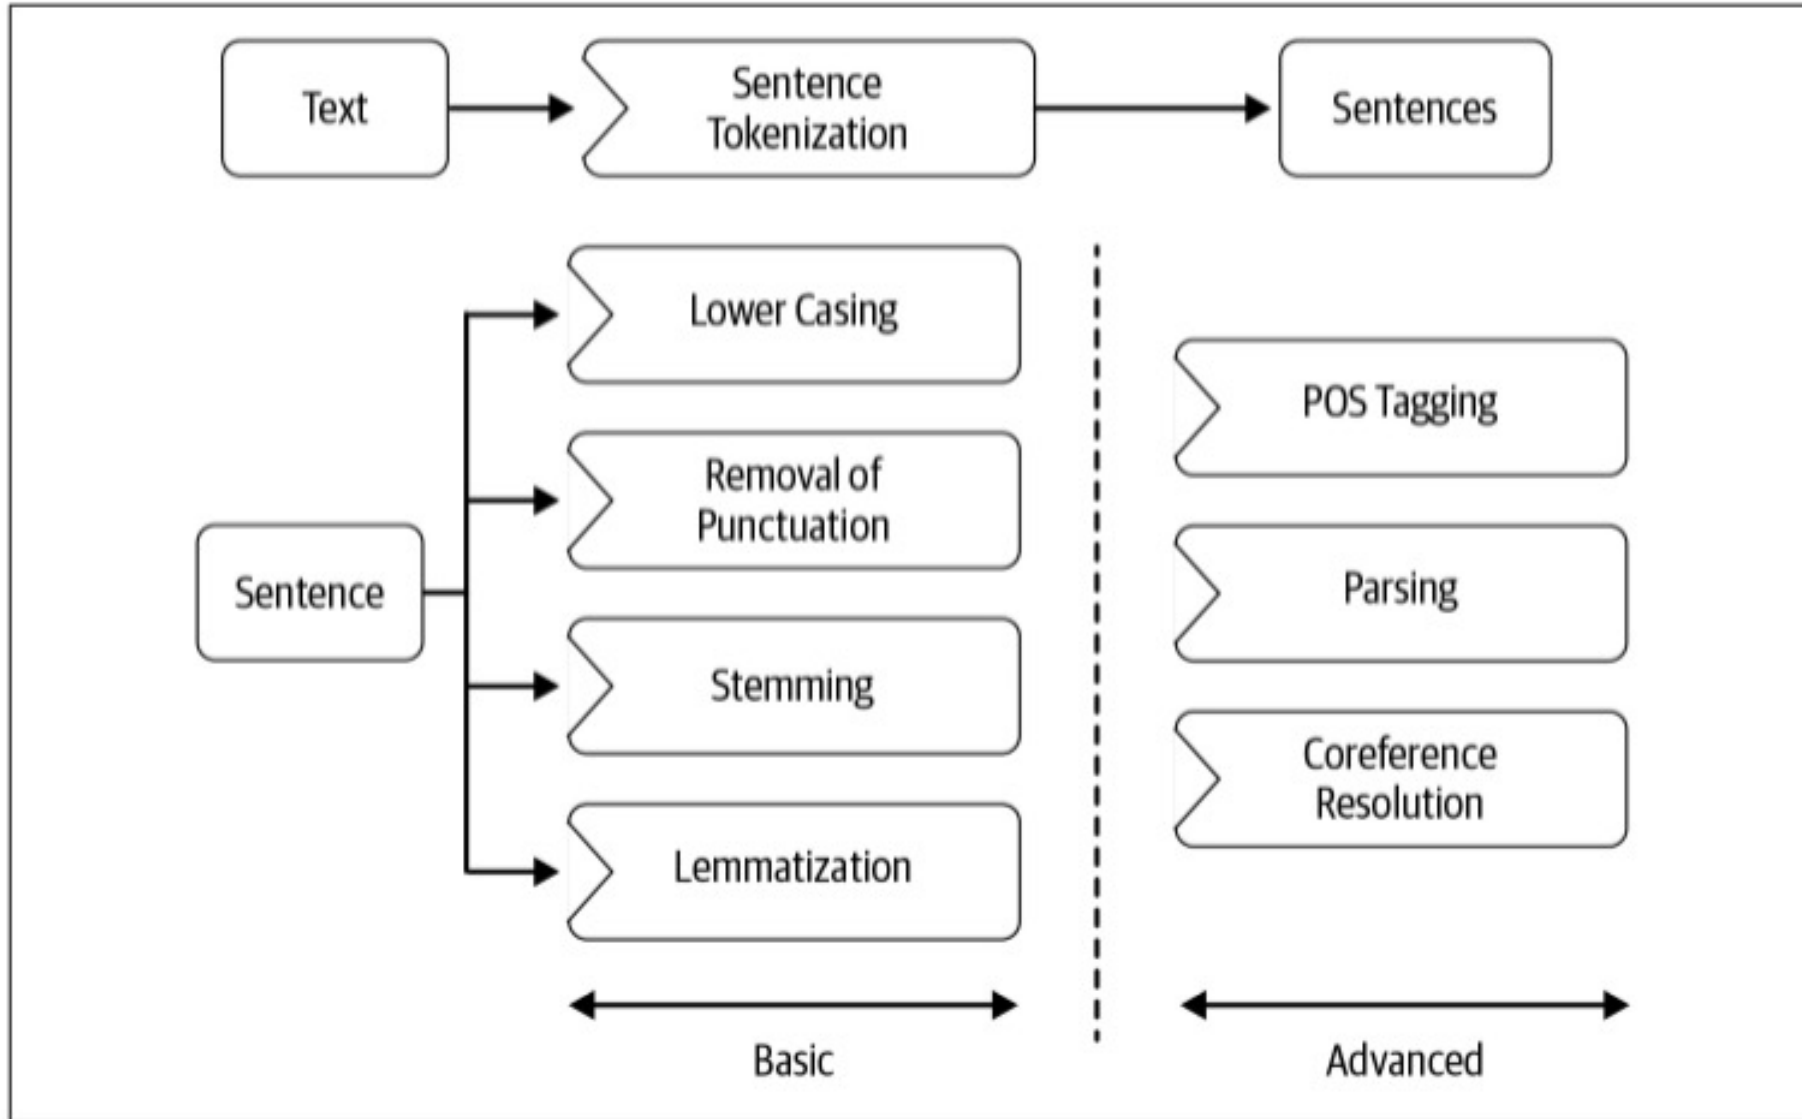 Text
Sentence
Tokenization
Sentences
Lower Casing
Removal of
Punctuation
Sentence
Stemming
Lemmatization
POS Tagging
Parsing
Coreference
Resolution
Basic
Advanced